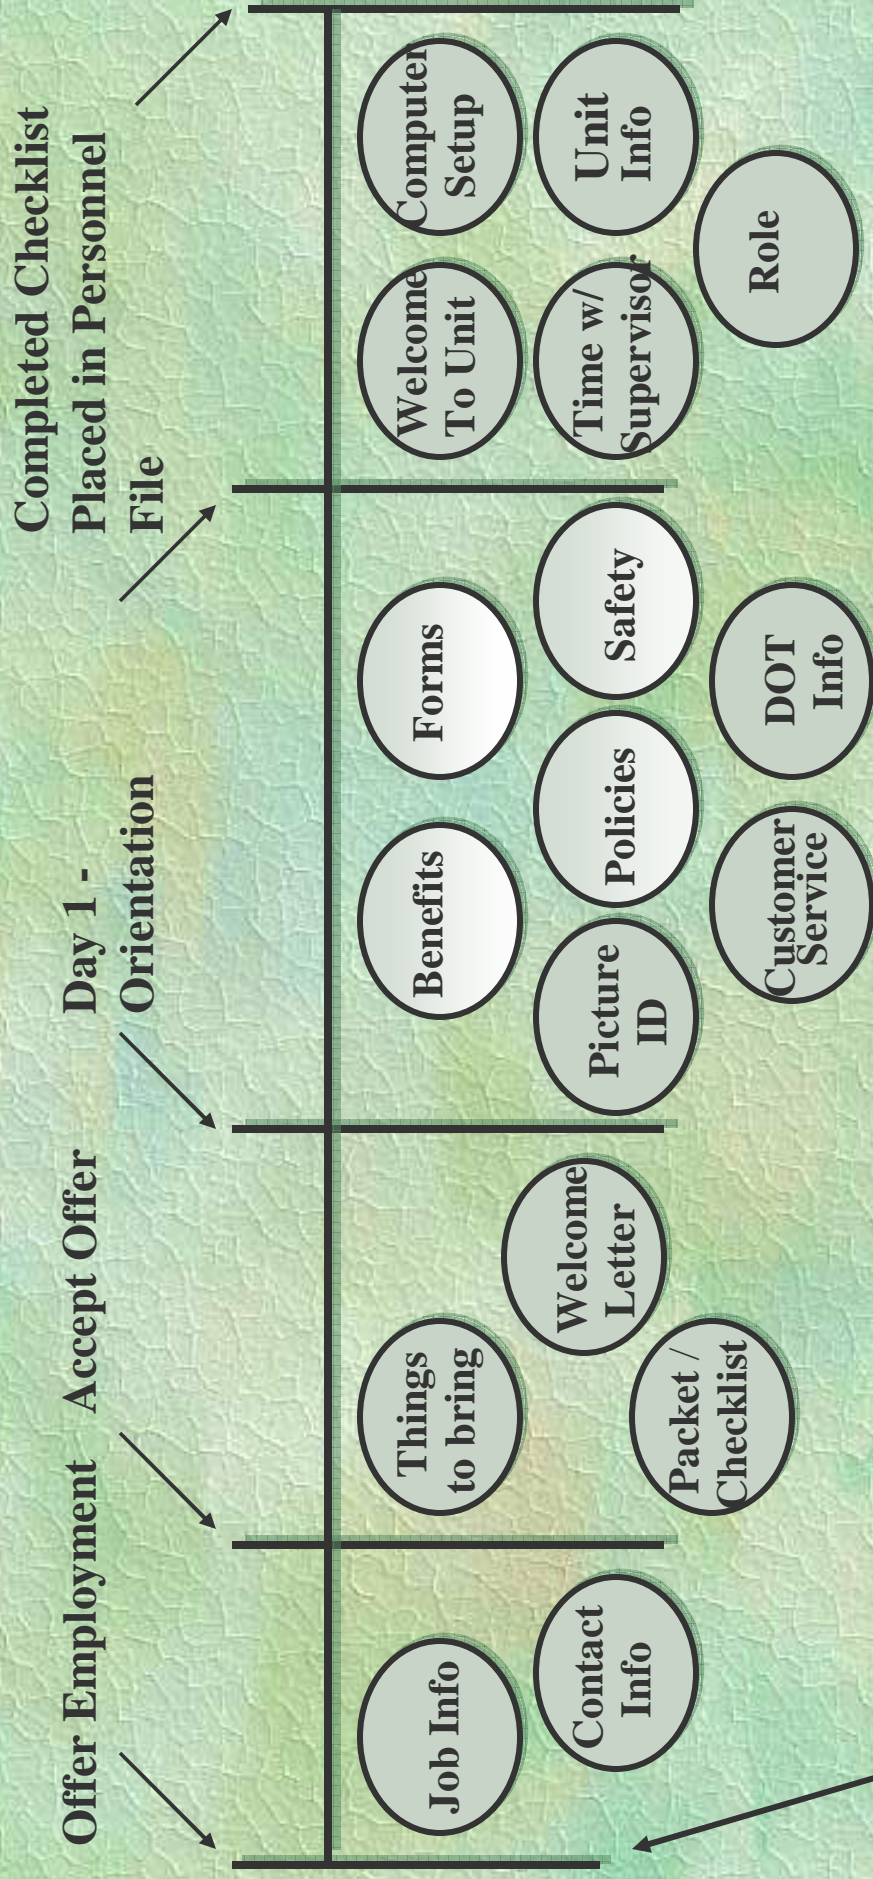 Offer Employment
Accept Offer
Day 1 -
Orientation
Completed Checklist
Placed in Personnel
File
Job Info
Contact
Info
Things
to bring
Welcome
Letter
Packet /
Checklist
Benefits
Forms
Picture
ID
Policies
Safety
Customer
Service
DOT
Info
Welcome
To Unit
Computer
Setup
Time w/
Supervisor
Unit
Info
Role